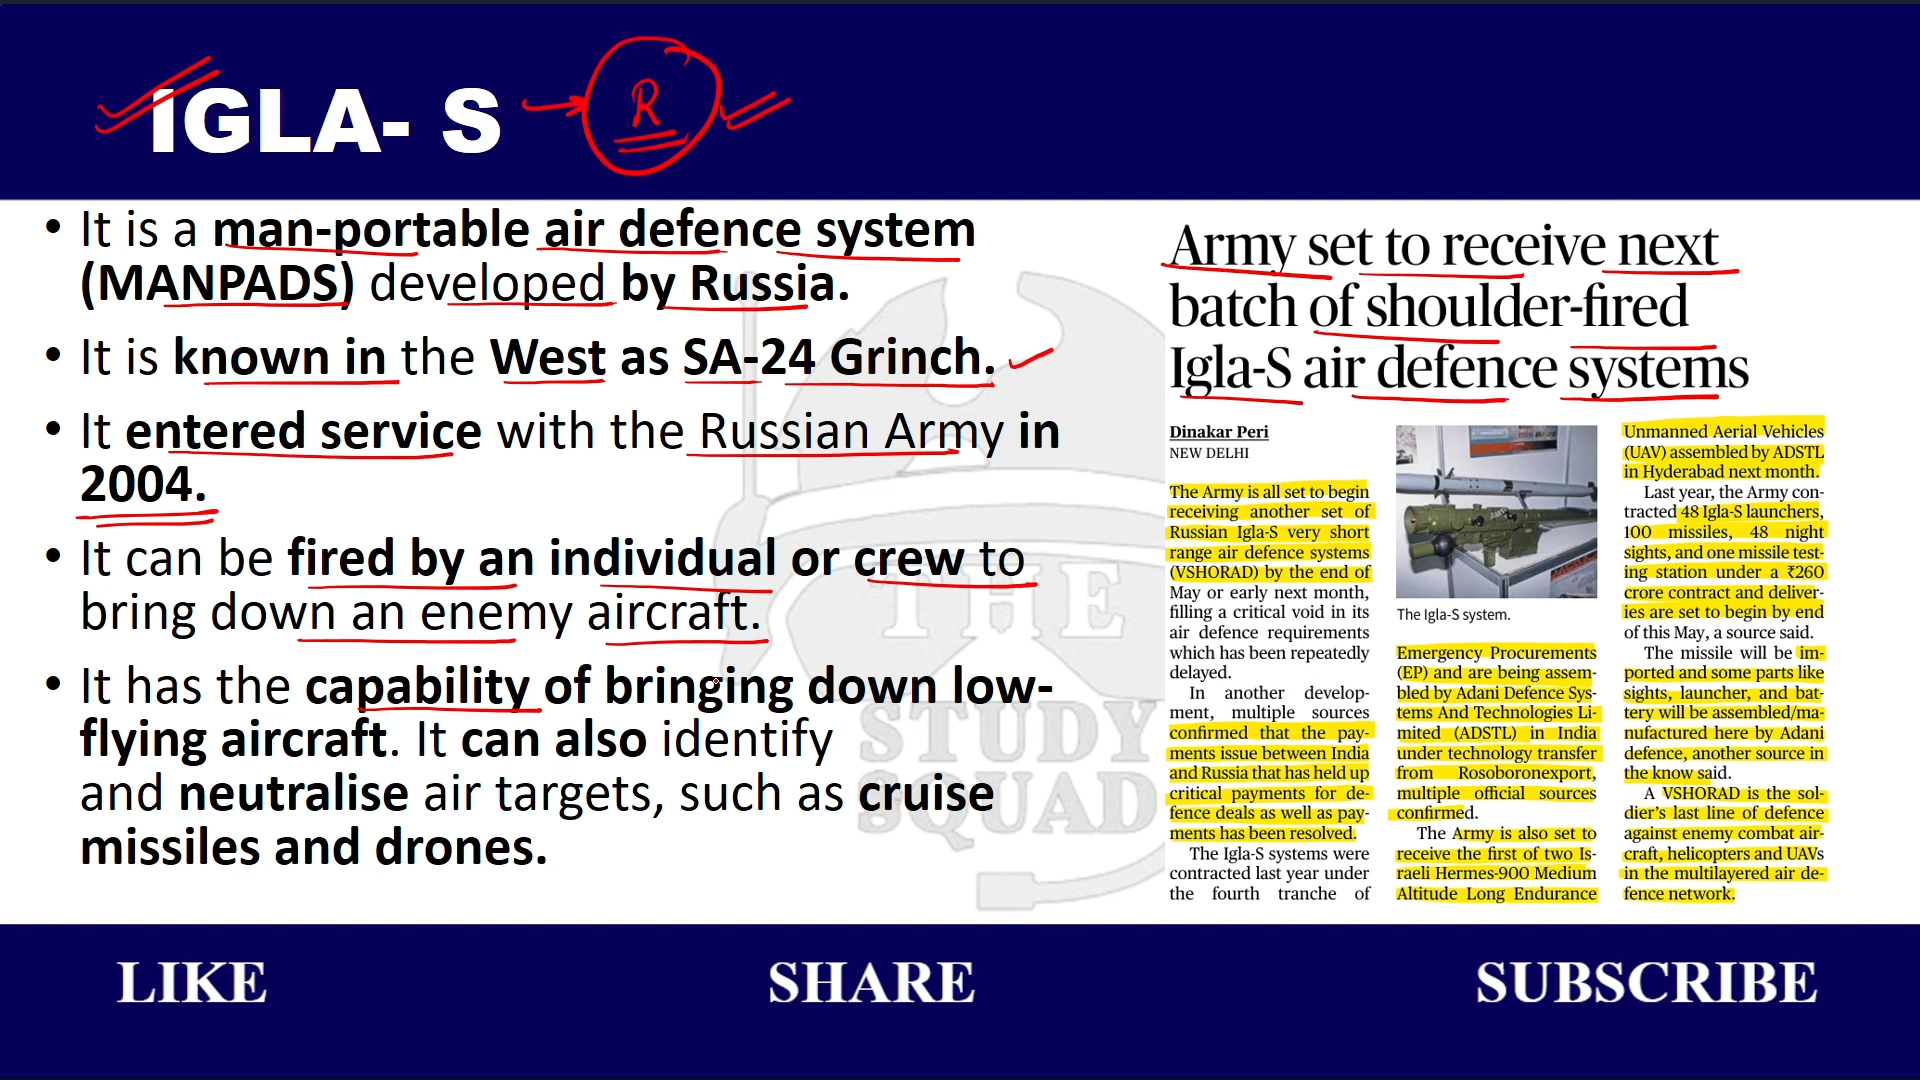 IGLA- S
R
• It is a man-portable air defence system
(MANPADS) developed by Russia.
• It is known in the West as SA-24 Grinch.
• It entered service with the Russian Army in
2004.
• It can be fired by an individual or crew to
bring down an enemy aircraft.
• It has the capability of bringing down low-
flying aircraft. It can also identify
and neutralise air targets, such as cruise
missiles and drones.
THE
STUDY
SQUAD
Army set to receive next
batch of shoulder-fired
Igla-S air defence systems
Dinakar Peri
NEW DELHI
The Army is all set to begin
receiving another set of
Russian Igla-S very short
range air defence systems
(VSHORAD) by the end of
May or early next month,
filling a critical void in its
air defence requirements
which has been repeatedly
delayed.
In another develop-
ment, multiple sources
confirmed that the pay-
ments issue between India
and Russia that has held up
critical payments for de-
fence deals as well as pay-
ments has been resolved.
The Igla-S systems were
contracted last year under
the fourth tranche of
The Igla-S system.
Emergency Procurements
(EP) and are being assem-
bled by Adani Defence Sys-
tems And Technologies Li-
mited (ADSTL) in India
under technology transfer
from Rosoboronexport,
multiple official sources
confirmed.
The Army is also set to
receive the first of two Is-
raeli Hermes-900 Medium
Altitude Long Endurance
Unmanned Aerial Vehicles
(UAV) assembled by ADSTL
in Hyderabad next month.
Last year, the Army con-
tracted 48 Igla-S launchers,
100 missiles, 48 night
sights, and one missile test-
ing station under a ₹260
crore contract and deliver-
ies are set to begin by end
of this May, a source said.
The missile will be im-
ported and some parts like
sights, launcher, and bat-
tery will be assembled/ma-
nufactured here by Adani
defence, another source in
the know said.
A VSHORAD is the sol-
dier's last line of defence
against enemy combat air-
craft, helicopters and UAVs
in the multilayered air de-
fence network.
LIKE
SHARE
SUBSCRIBE